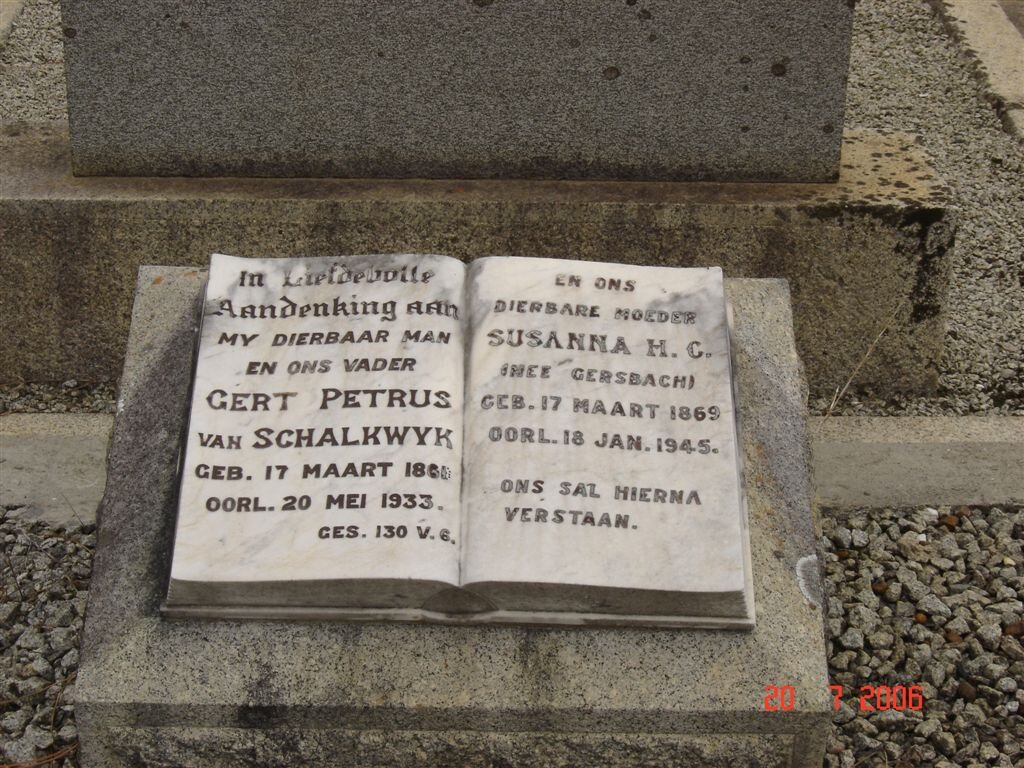 In Liefdevolle
Aandenking aan
MY DIERBAAR MAN
EN ONS VADER
GERT PETRUS
VAN SCHALKWYK
GEB. 17 MAART
OORL. 20 MEI 1933.
GES. 130 V. 6.
EN ONS
DIERBARE MOEDER
SUSANNA H. C.
(NEE GERSBACH)
GEB. 17 MAART 1869
OORL. 18 JAN. 1945.
ONS SAL HIERNA
VERSTAAN.
20 7 2006